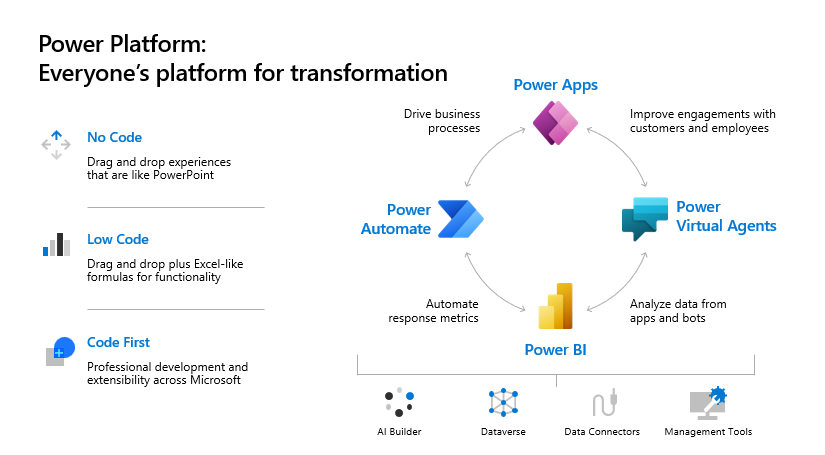 Power Platform:
Everyone’s platform for transformation
No Code
Drag and drop experiences
that are like PowerPoint
Low Code
Drag and drop plus Excel-like
formulas for functionality
Code First
Professional development and
extensibility across Microsoft
Power Apps
Drive business
processes
Improve engagements with
customers and employees
Power
Automate
Power
Virtual Agents
Automate
response metrics
Analyze data from
apps and bots
Power BI
AI Builder
Dataverse
Data Connectors
Management Tools